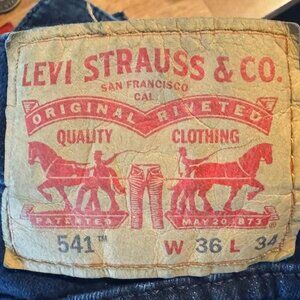 LEVI STRAUSS & CO.
SAN FRANCISCO
CAL.
ORIGINAL RIVETED
QUALITY CLOTHING
PATENTED MAY 20 1873
541™ W 36 L 34